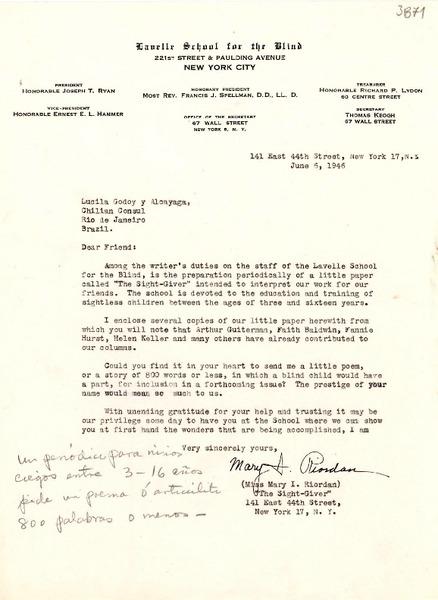 3871
Lavelle School for the Blind
221ST STREET & PAULDING AVENUE
NEW YORK CITY
PRESIDENT
HONORABLE JOSEPH T. RYAN
VICE-PRESIDENT
HONORABLE ERNEST E. L. HAMMER
HONORARY PRESIDENT
MOST REV. FRANCIS J. SPELLMAN, D.D., LL. D.
OFFICE OF THE SECRETARY
67 WALL STREET
NEW YORK 5, N. Y.
TREASURER
HONORABLE RICHARD P. LYDON
60 CENTRE STREET
SECRETARY
THOMAS KEOGH
67 WALL STREET
141 East 44th Street, New York 17, N.Y
June 6, 1946
Lucila Godoy y Alcayaga,
Chilian Consul
Rio de Janeiro
Brazil.
Dear Friend:
Among the writer's duties on the staff of the Lavelle School
for the Blind, is the preparation periodically of a little paper
called "The Sight-Giver" intended to interpret our work for our
friends. The school is devoted to the education and training of
sightless children between the ages of three and sixteen years.
I enclose several copies of our little paper herewith from
which you will note that Arthur Guiterman, Faith Baldwin, Fannie
Hurst, Helen Keller and many others have already contributed to
our columns.
Could you find it in your heart to send me a little poem,
or a story of 800 words or less, in which a blind child would have
a part, for inclusion in a forthcoming issue? The prestige of your
name would mean so much to us.
With unending gratitude for your help and trusting it may be
our privilege some day to have you at the School where we can show
you at first hand the wonders that are being accomplished, I am
Very sincerely yours,
Mary I. Riordan
(Miss Mary I. Riordan)
"The Sight-Giver"
141 East 44th Street,
New York 17, N. Y.
Un periódico para niños
ciegos entre 3-16 años
pide un poema ó articulito
800 palabras o menos -